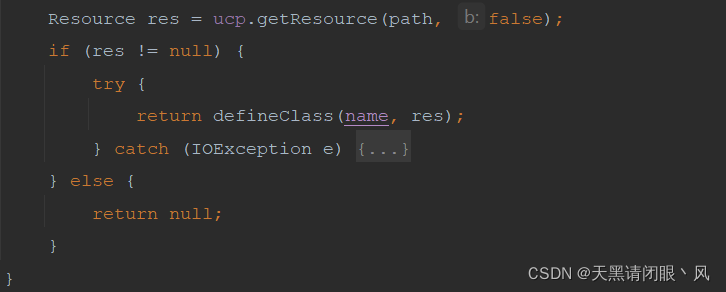 Resource res = ucp.getResource(path, b: false);
if (res != null) {
try {
return defineClass(name, res);
} catch (IOException e) {...}
} else {
return null;
}
}
CSDN @天黑请闭眼丶风